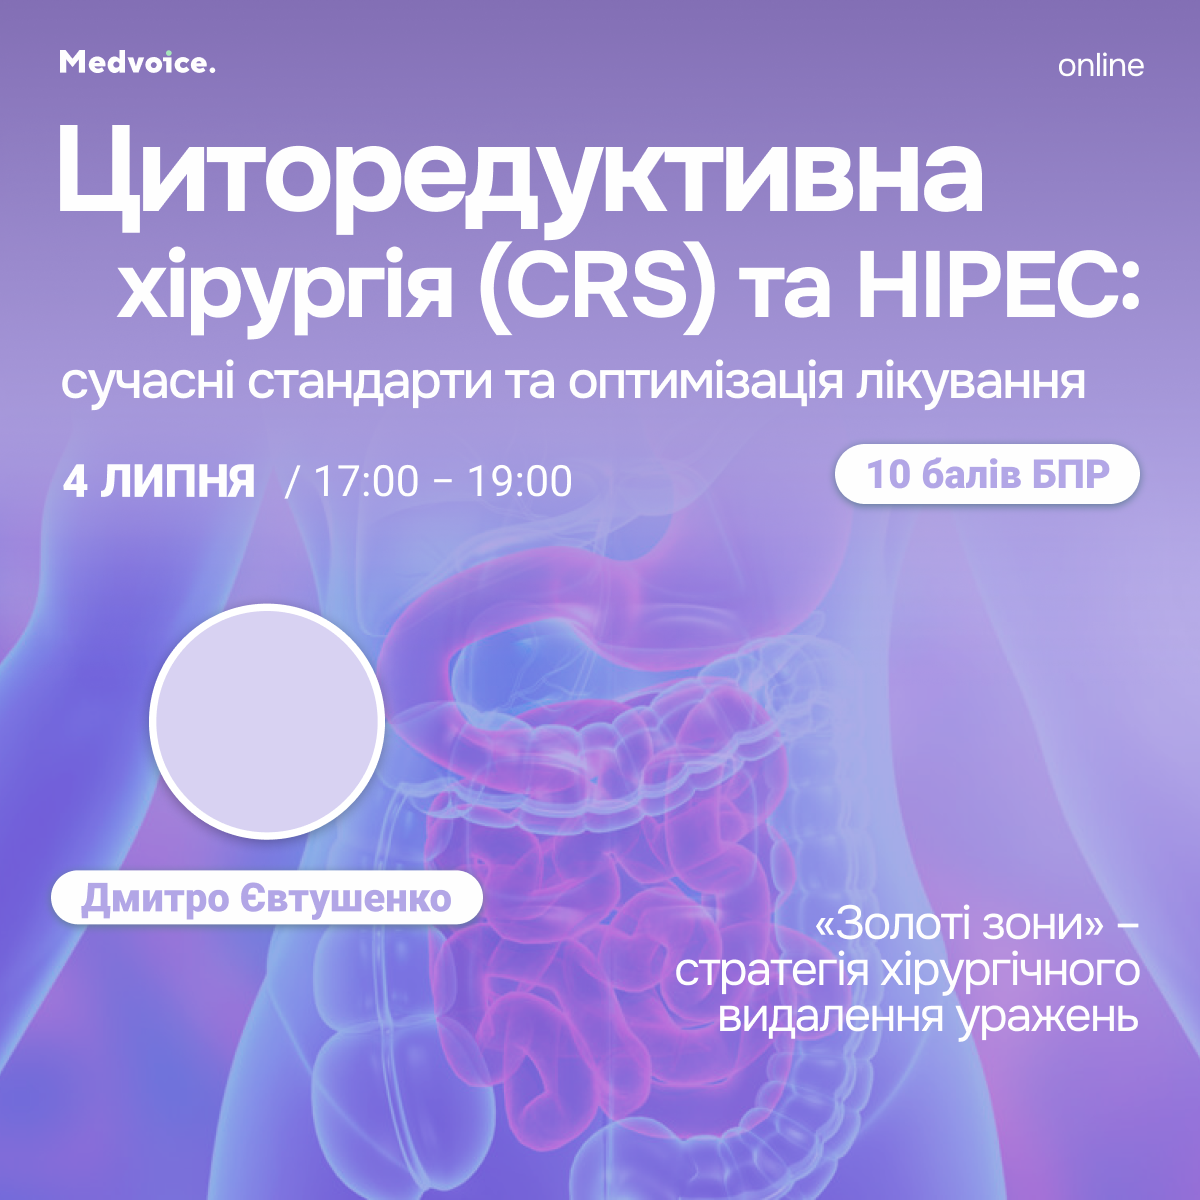 Medvoice.
online
Циторедуктивна
хірургія (CRS) та HIPEC:
сучасні стандарти та оптимізація лікування
4 ЛИПНЯ / 17:00 – 19:00
10 балів БПР
Дмитро Євтушенко
«Золоті зони» –
стратегія хірургічного
видалення уражень